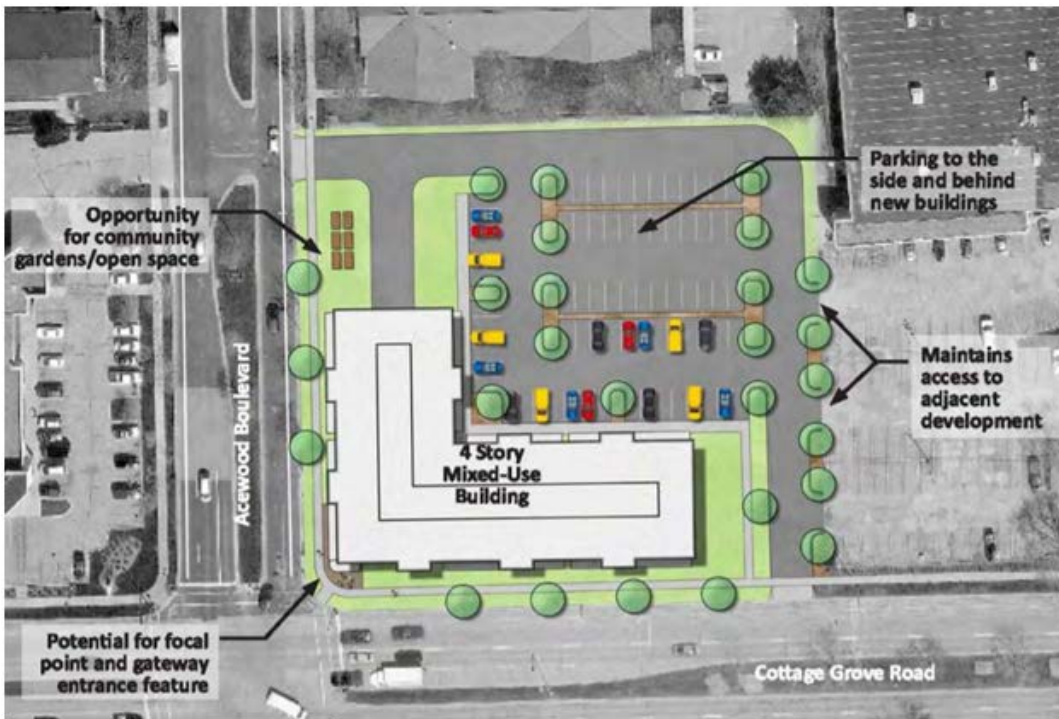 Parking to the
side and behind
new buildings
Opportunity
for community
gardens/open space
Maintains
access to
adjacent
development
4 Story
Mixed-Use
Building
Acewood Boulevard
Potential for focal
point and gateway
entrance feature
Cottage Grove Road